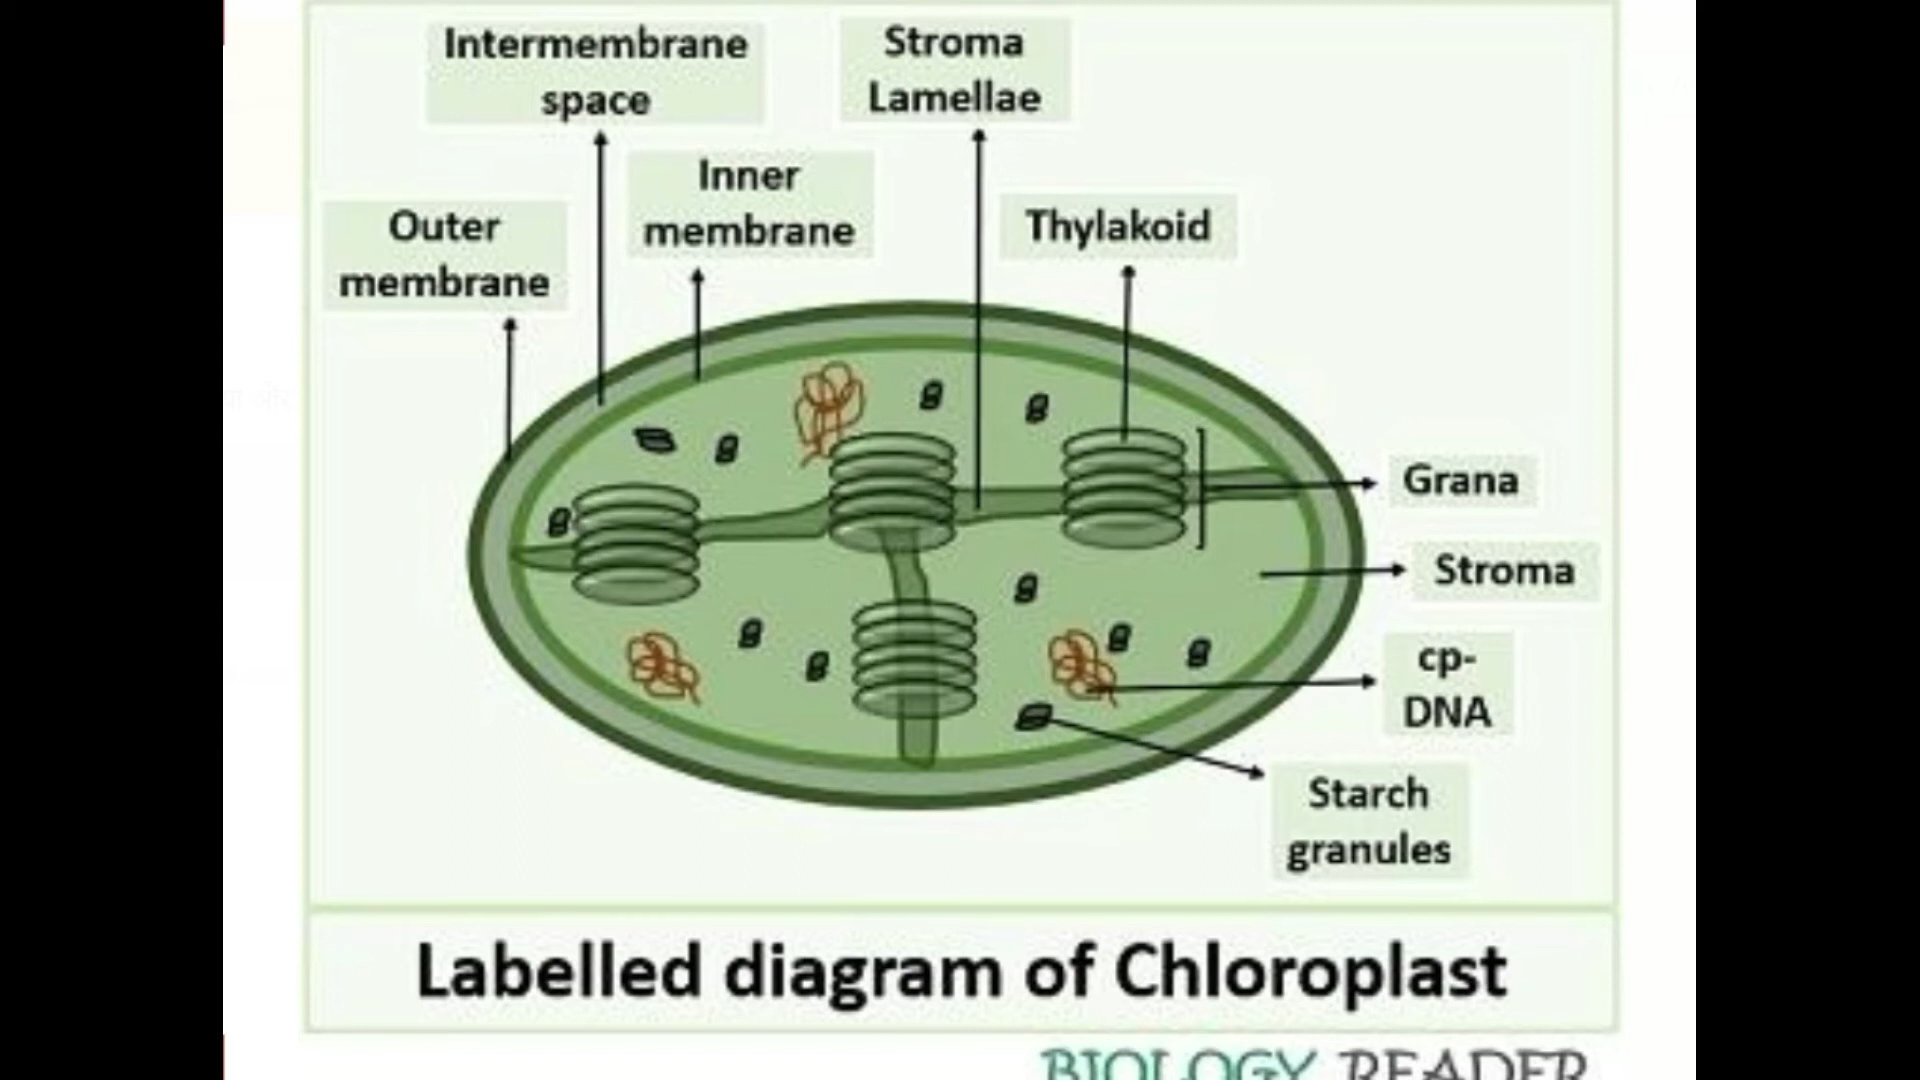 Intermembrane
space
Stroma
Lamellae
Inner
membrane
Outer
membrane
Thylakoid
Grana
Stroma
cp-
DNA
Starch
granules
Labelled diagram of Chloroplast
BIOLOGY READER